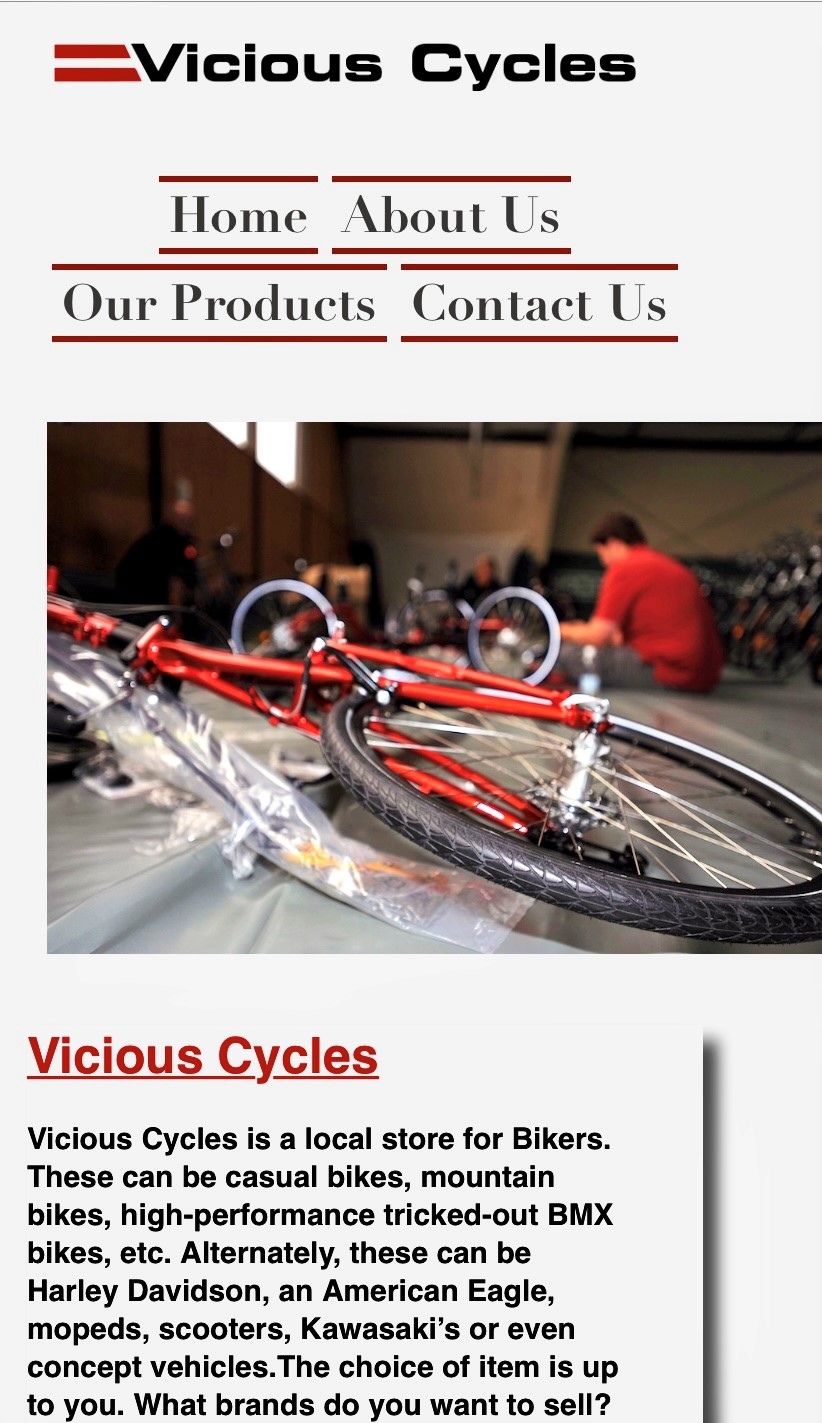 Vicious Cycles
Home About Us
Our Products Contact Us
Vicious Cycles
Vicious Cycles is a local store for Bikers.
These can be casual bikes, mountain
bikes, high-performance tricked-out BMX
bikes, etc. Alternately, these can be
Harley Davidson, an American Eagle,
mopeds, scooters, Kawasaki’s or even
concept vehicles.The choice of item is up
to you. What brands do you want to sell?